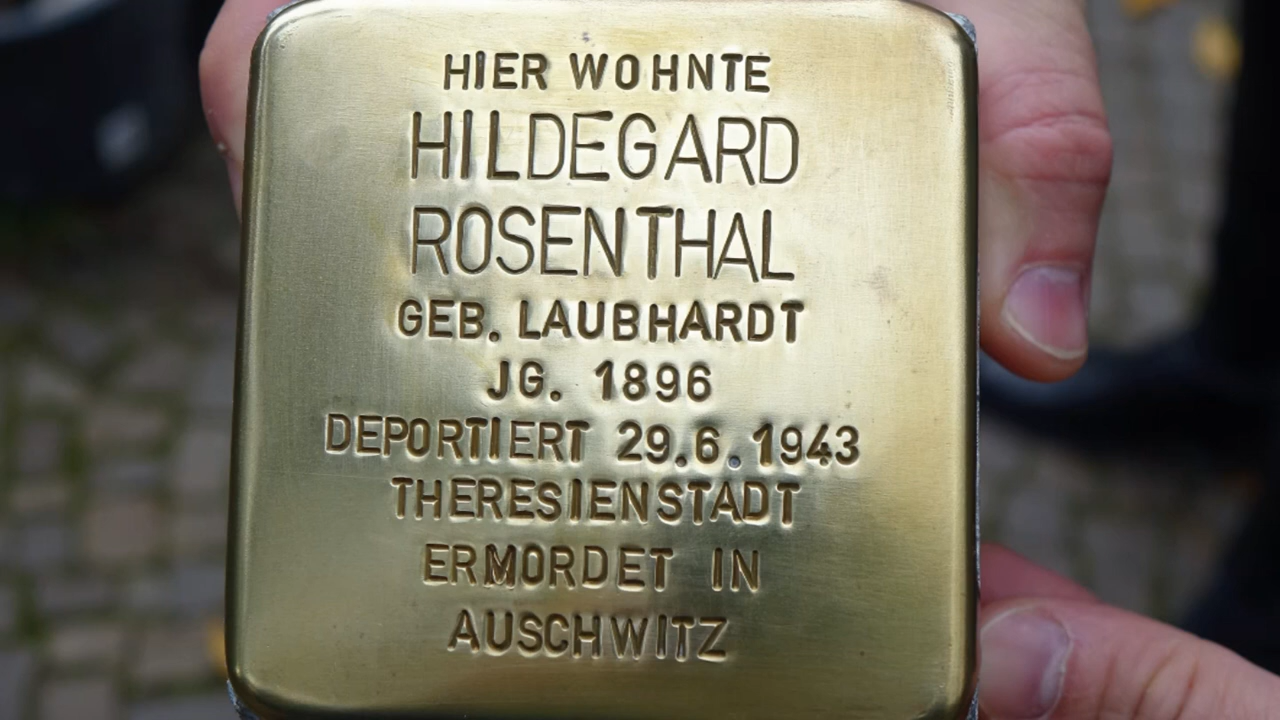 HIER WOHNTE
HILDEGARD
ROSENTHAL
GEB. LAUBHARDT
JG. 1896
DEPORTIERT 29.6.1943
THERESIENSTADT
ERMORDET IN
AUSCHWITZ